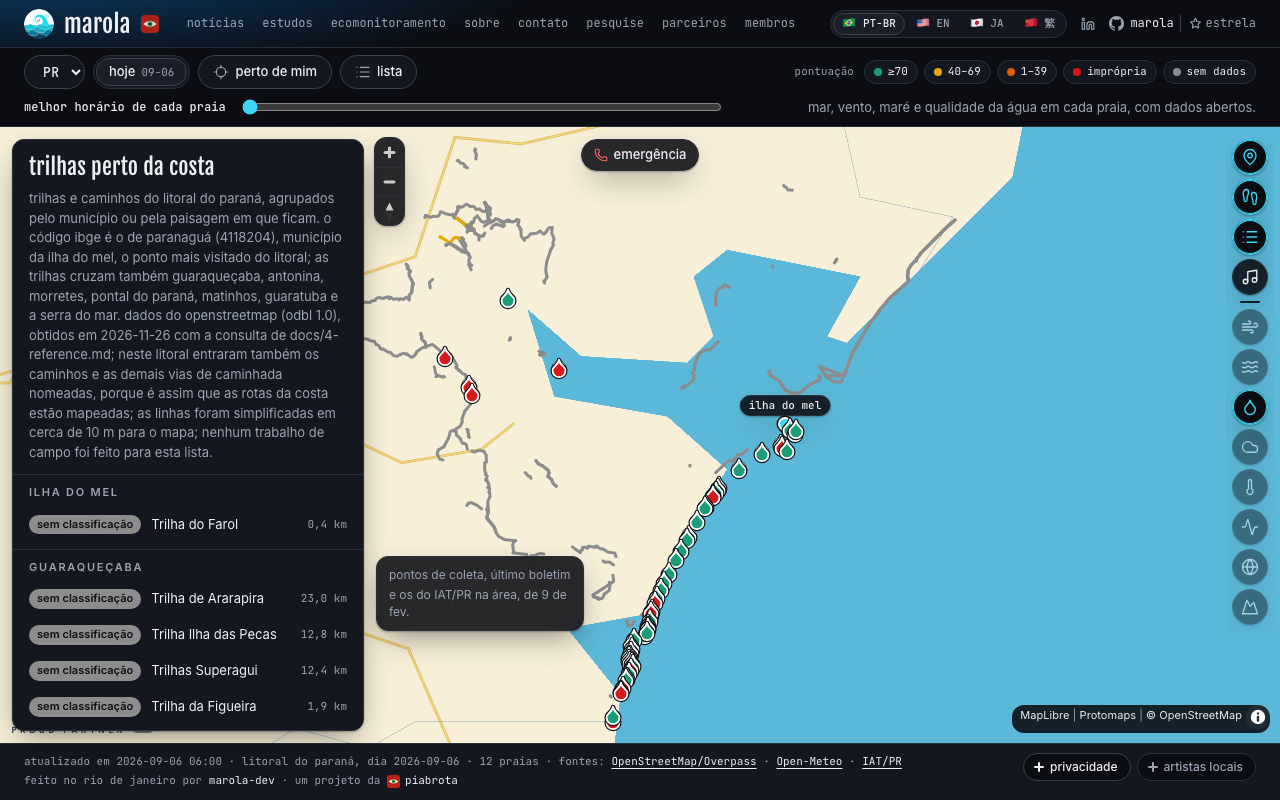 marola
notícias estudos ecomonitoramento sobre contato pesquise parceiros membros
PT-BR EN JA 繁
marola estrela
PR hoje 09-06 perto de mim lista
pontuação ≥70 40–69 1–39 imprópria sem dados
melhor horário de cada praia
mar, vento, maré e qualidade da água em cada praia, com dados abertos.
trilhas perto da costa
trilhas e caminhos do litoral do paraná, agrupados
pelo município ou pela paisagem em que ficam. o
código ibge é o de paranaguá (4118204), município
da ilha do mel, o ponto mais visitado do litoral; as
trilhas cruzam também guaraqueçaba, antonina,
morretes, pontal do paraná, matinhos, guaratuba e
a serra do mar. dados do openstreetmap (odbl 1.0),
obtidos em 2026-11-26 com a consulta de docs/4-
reference.md; neste litoral entraram também os
caminhos e as demais vias de caminhada
nomeadas, porque é assim que as rotas da costa
estão mapeadas; as linhas foram simplificadas em
cerca de 10 m para o mapa; nenhum trabalho de
campo foi feito para esta lista.
ILHA DO MEL
sem classificação Trilha do Farol 0,4 km
GUARAQUEÇABA
sem classificação Trilha de Ararapira 23,0 km
sem classificação Trilha Ilha das Pecas 12,8 km
sem classificação Trilhas Superagui 12,4 km
sem classificação Trilha da Figueira 1,9 km
emergência
ilha do mel
pontos de coleta, último boletim
e os do IAT/PR na área, de 9 de
fev.
MapLibre | Protomaps | © OpenStreetMap
atualizado em 2026-09-06 06:00 · litoral do paraná, dia 2026-09-06 · 12 praias · fontes: OpenStreetMap/Overpass · Open-Meteo · IAT/PR
feito no rio de janeiro por marola-dev · um projeto da piabrota
privacidade
artistas locais